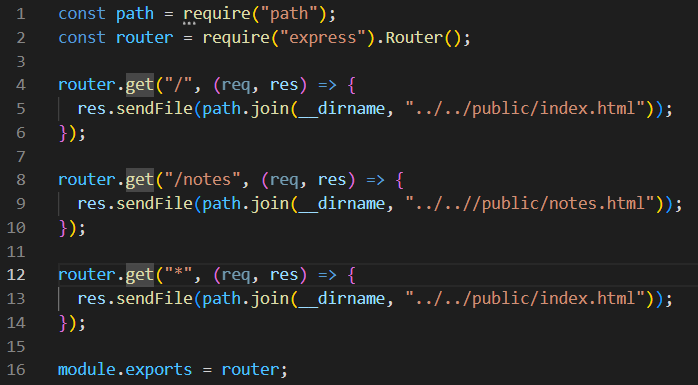 1 const path = require("path");
2 const router = require("express").Router();
3
4 router.get("/", (req, res) => {
5   res.sendFile(path.join(__dirname, "../../public/index.html"));
6 });
7
8 router.get("/notes", (req, res) => {
9   res.sendFile(path.join(__dirname, "../..//public/notes.html"));
10 });
11
12 router.get("*", (req, res) => {
13   res.sendFile(path.join(__dirname, "../../public/index.html"));
14 });
15
16 module.exports = router;